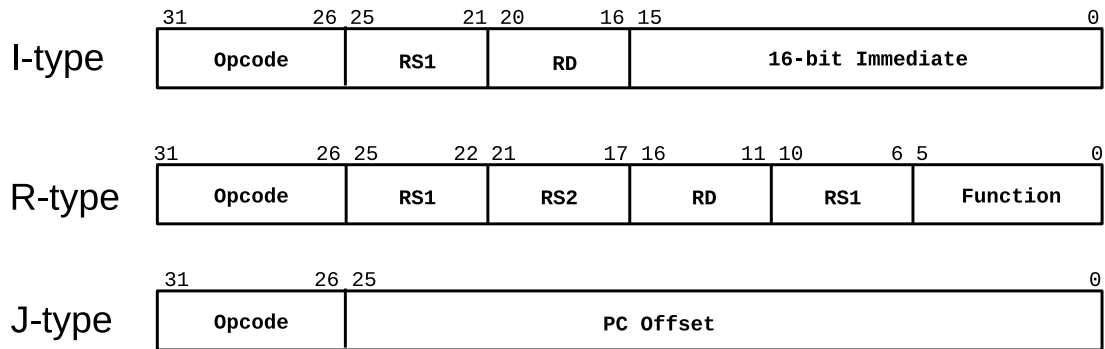 31 26 25 21 20 16 15 0
I-type Opcode RS1 RD 16-bit Immediate
31 26 25 22 21 17 16 11 10 6 5 0
R-type Opcode RS1 RS2 RD RS1 Function
31 26 25 0
J-type Opcode PC Offset